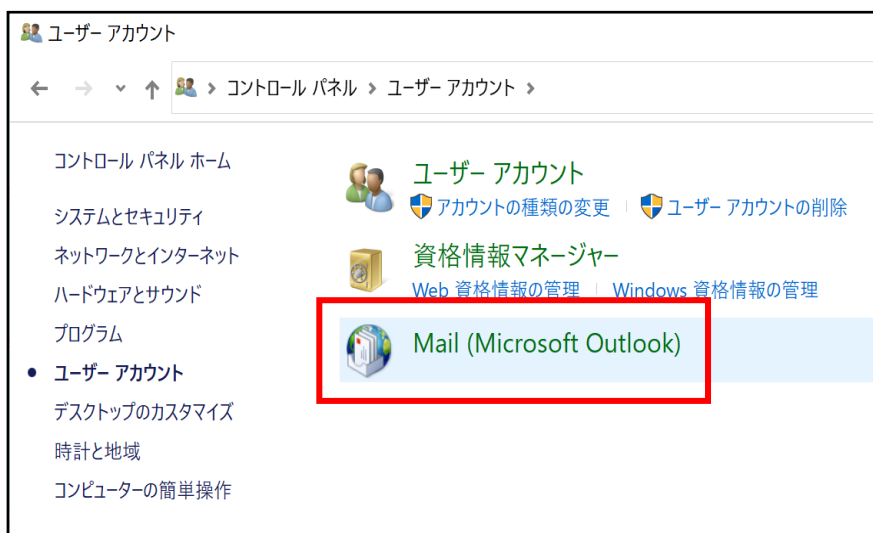 ユーザー アカウント
コントロール パネル > ユーザー アカウント >
コントロール パネル ホーム
システムとセキュリティ
ネットワークとインターネット
ハードウェアとサウンド
プログラム
ユーザー アカウント
デスクトップのカスタマイズ
時計と地域
コンピューターの簡単操作
ユーザー アカウント
アカウントの種類の変更 | ユーザー アカウントの削除
資格情報マネージャー
Web 資格情報の管理 | Windows 資格情報の管理
Mail (Microsoft Outlook)